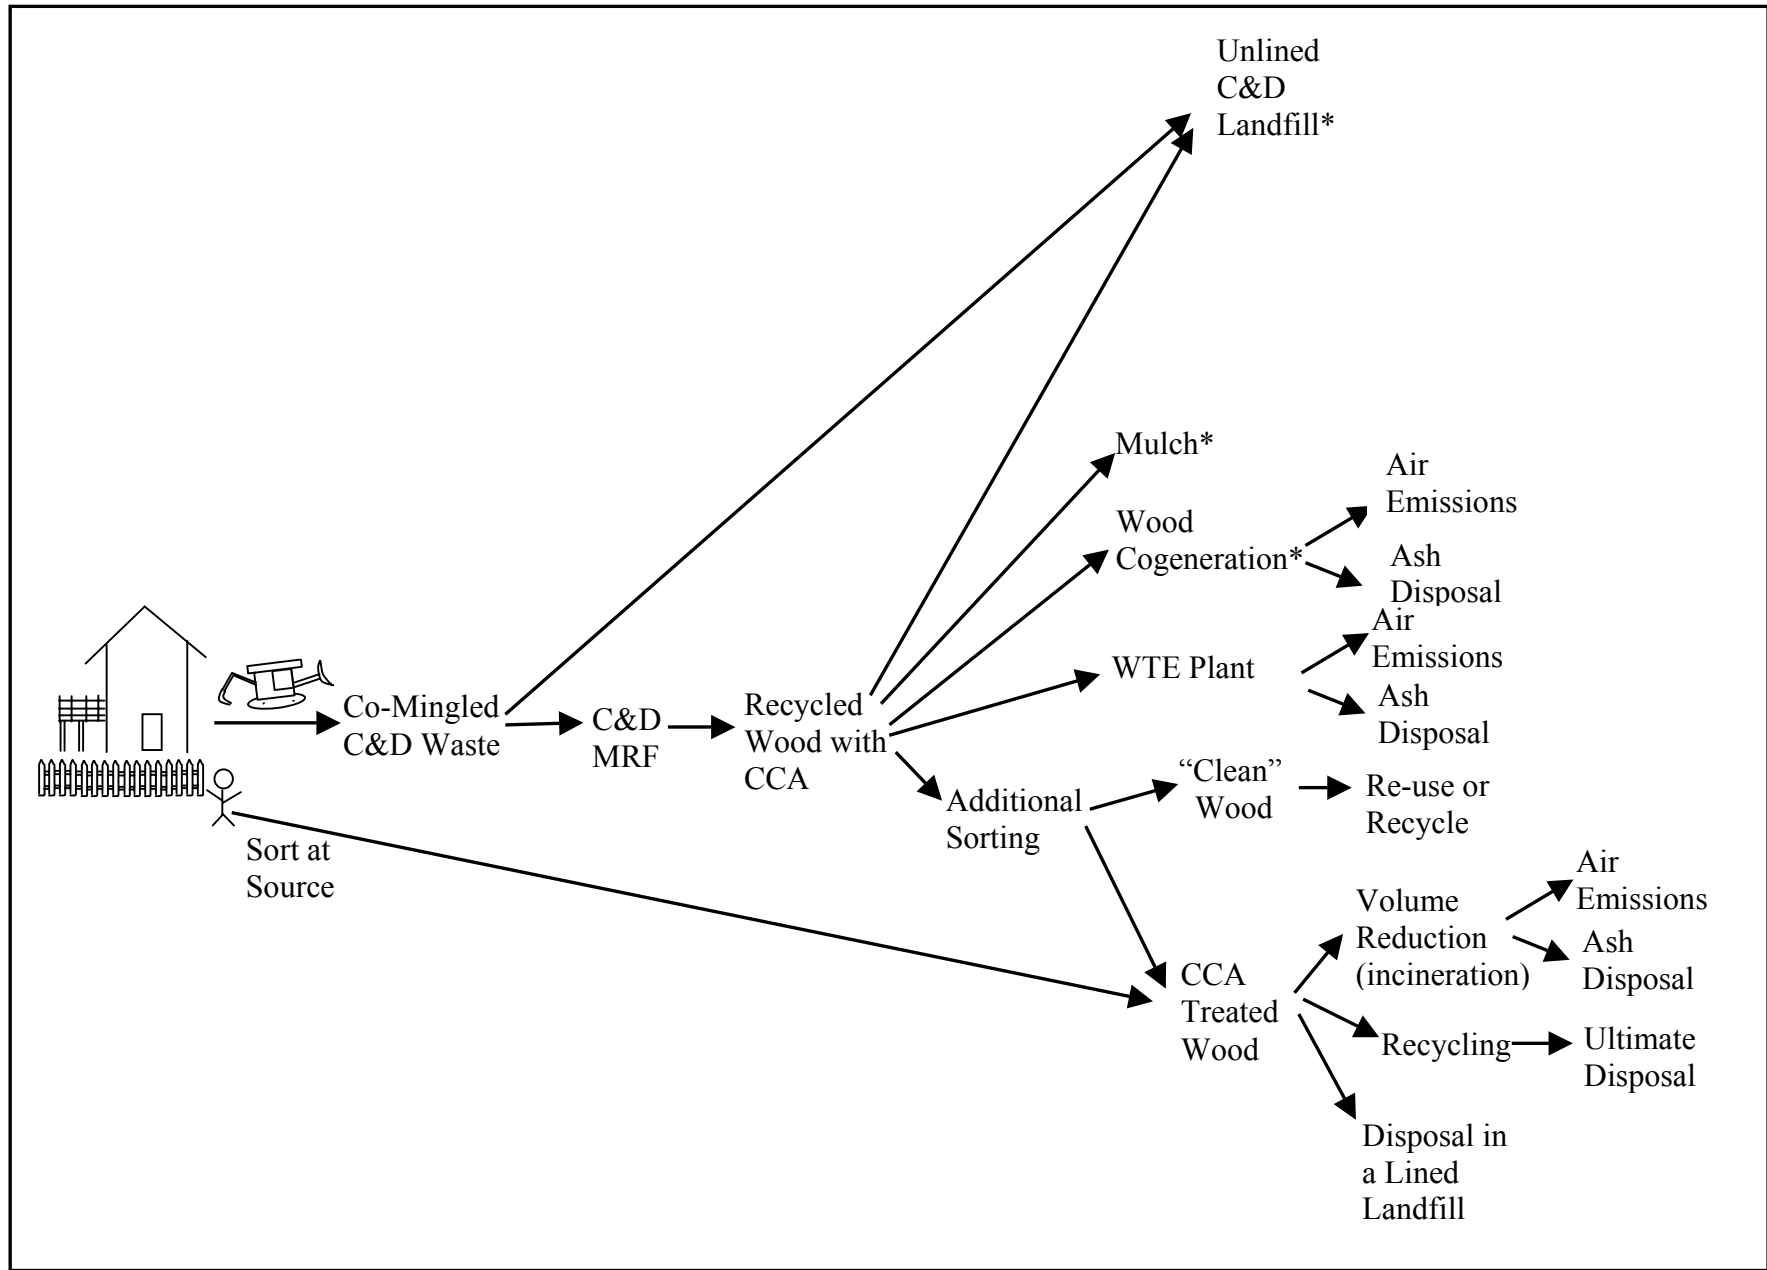 Unlined
C&D
Landfill*
Mulch*
Wood
Cogeneration*
Air
Emissions
Ash
Disposal
WTE Plant
Air
Emissions
Ash
Disposal
Co-Mingled
C&D Waste
C&D
MRF
Recycled
Wood with
CCA
Additional
Sorting
“Clean”
Wood
Re-use or
Recycle
Sort at
Source
CCA
Treated
Wood
Volume
Reduction
(incineration)
Air
Emissions
Ash
Disposal
Recycling
Ultimate
Disposal
Disposal in
a Lined
Landfill